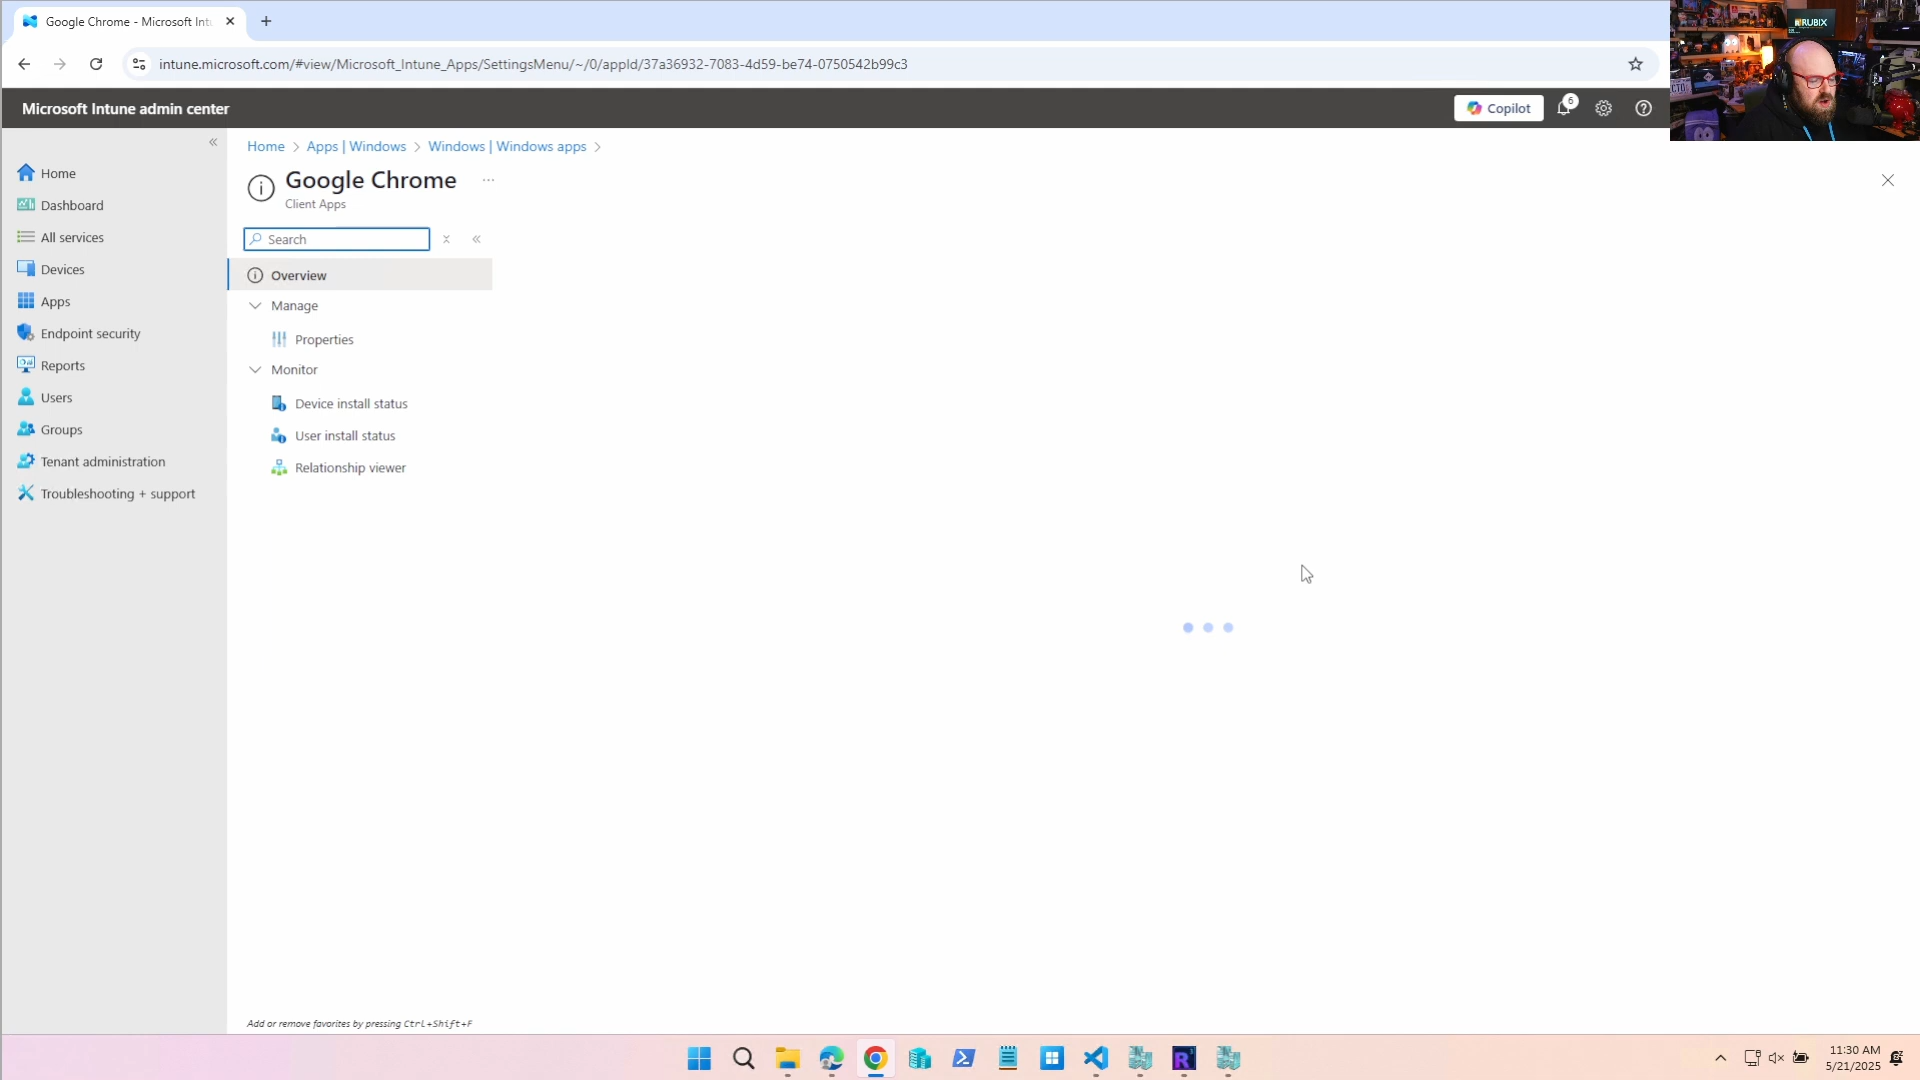 Google Chrome - Microsoft Int
intune.microsoft.com/#view/Microsoft_Intune_Apps/SettingsMenu/~/0/appId/37a36932-7083-4d59-be74-0750542b99c3
RUBIX
Microsoft Intune admin center
Copilot
6
Home
Dashboard
All services
Devices
Apps
Endpoint security
Reports
Users
Groups
Tenant administration
Troubleshooting + support
Home > Apps | Windows > Windows | Windows apps >
Google Chrome
Client Apps
Search
Overview
Manage
Properties
Monitor
Device install status
User install status
Relationship viewer
Add or remove favorites by pressing Ctrl+Shift+F
11:30 AM
5/21/2025